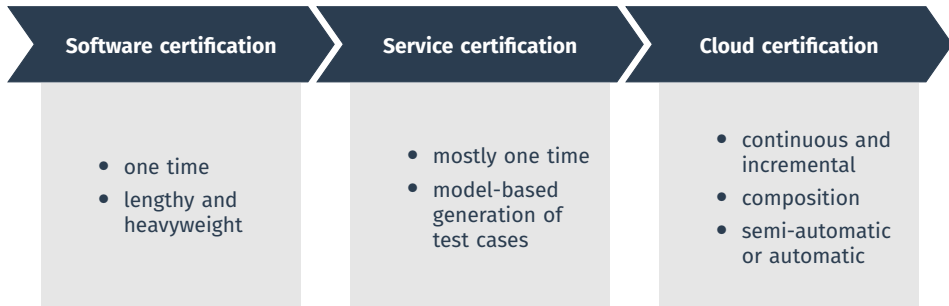 Software certification
• one time
• lengthy and
heavyweight
Service certification
• mostly one time
• model-based
generation of
test cases
Cloud certification
• continuous and
incremental
• composition
• semi-automatic
or automatic